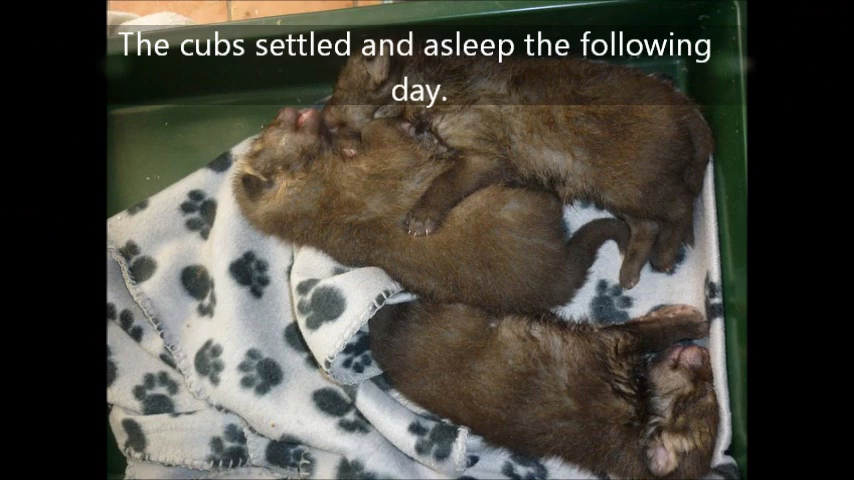 The cubs settled and asleep the following
day.